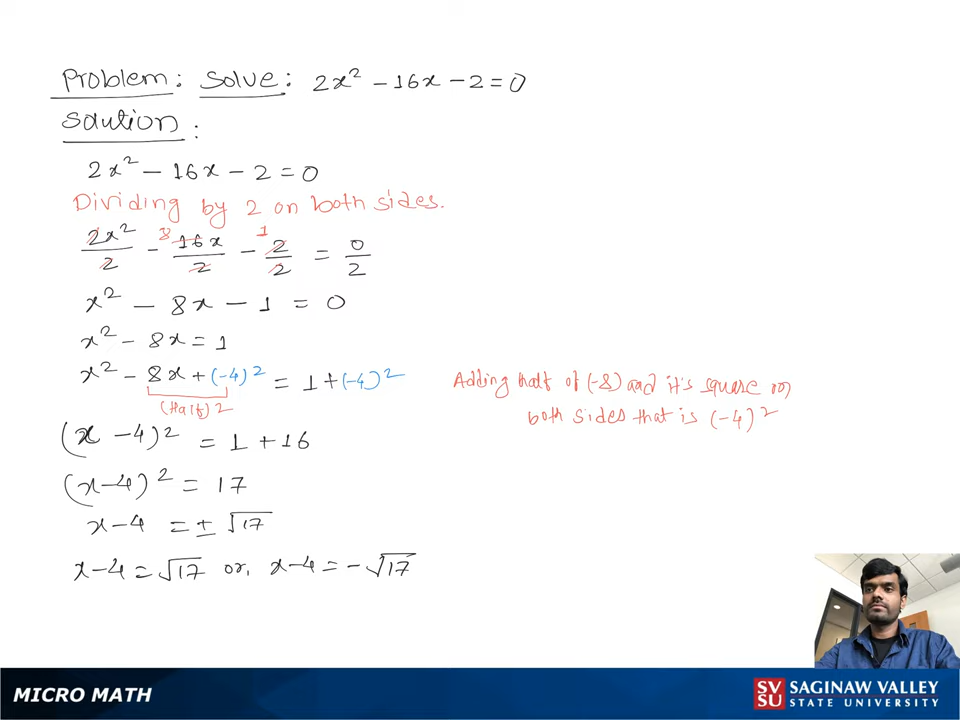 Problem: Solve: 2x² - 16x - 2 = 0
Soution:
2x² - 16x - 2 = 0
Dividing by 2 on both sides.
2x²/2 - 8 16x/2 - 1 2/2 = 0/2
x² - 8x - 1 = 0
x² - 8x = 1
x² - 8x + (-4)² = 1 + (-4)²
(Half)²
Adding half of (-8) and it's square on
both sides that is (-4)²
(x - 4)² = 1 + 16
(x - 4)² = 17
x - 4 = ± √17
x - 4 = √17 or, x - 4 = - √17
MICRO MATH
SV
SU
SAGINAW VALLEY
STATE UNIVERSITY